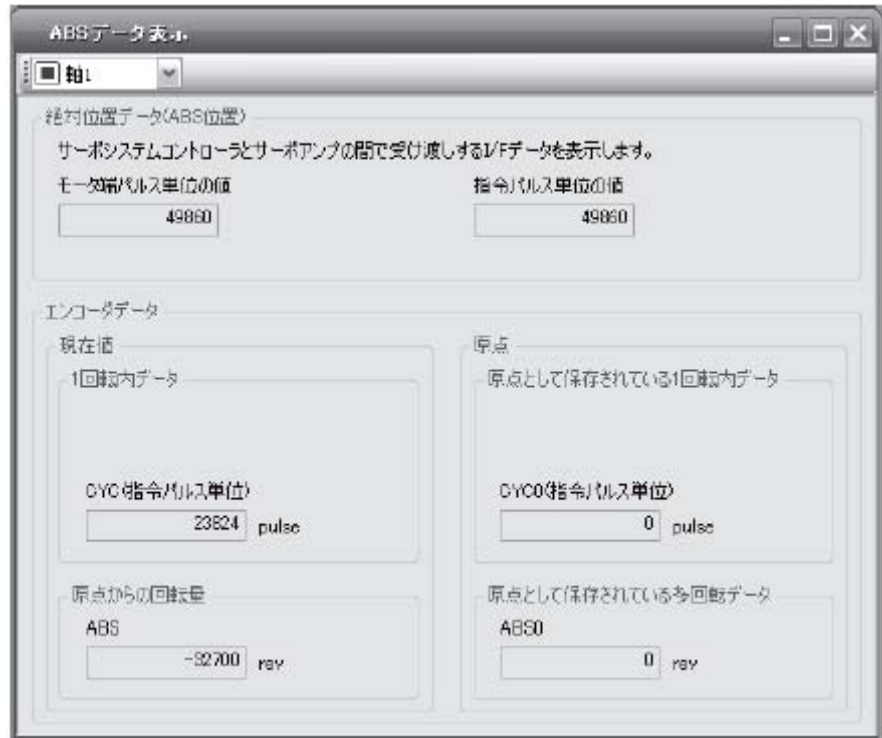 ABSデータ表示
軸1
絶対位置データ(ABS位置)
サーボシステムコントローラとサーボアンプの間で受け渡しするI/Fデータを表示します。
モータ端パルス単位の値
指令パルス単位の値
49860
49860
エンコーダデータ
現在値
原点
1回転内データ
原点として保存されている1回転内データ
CYC(指令パルス単位)
CYC0(指令パルス単位)
23824 pulse
0 pulse
原点からの回転量
原点として保存されている多回転データ
ABS
ABS0
-32700 rev
0 rev